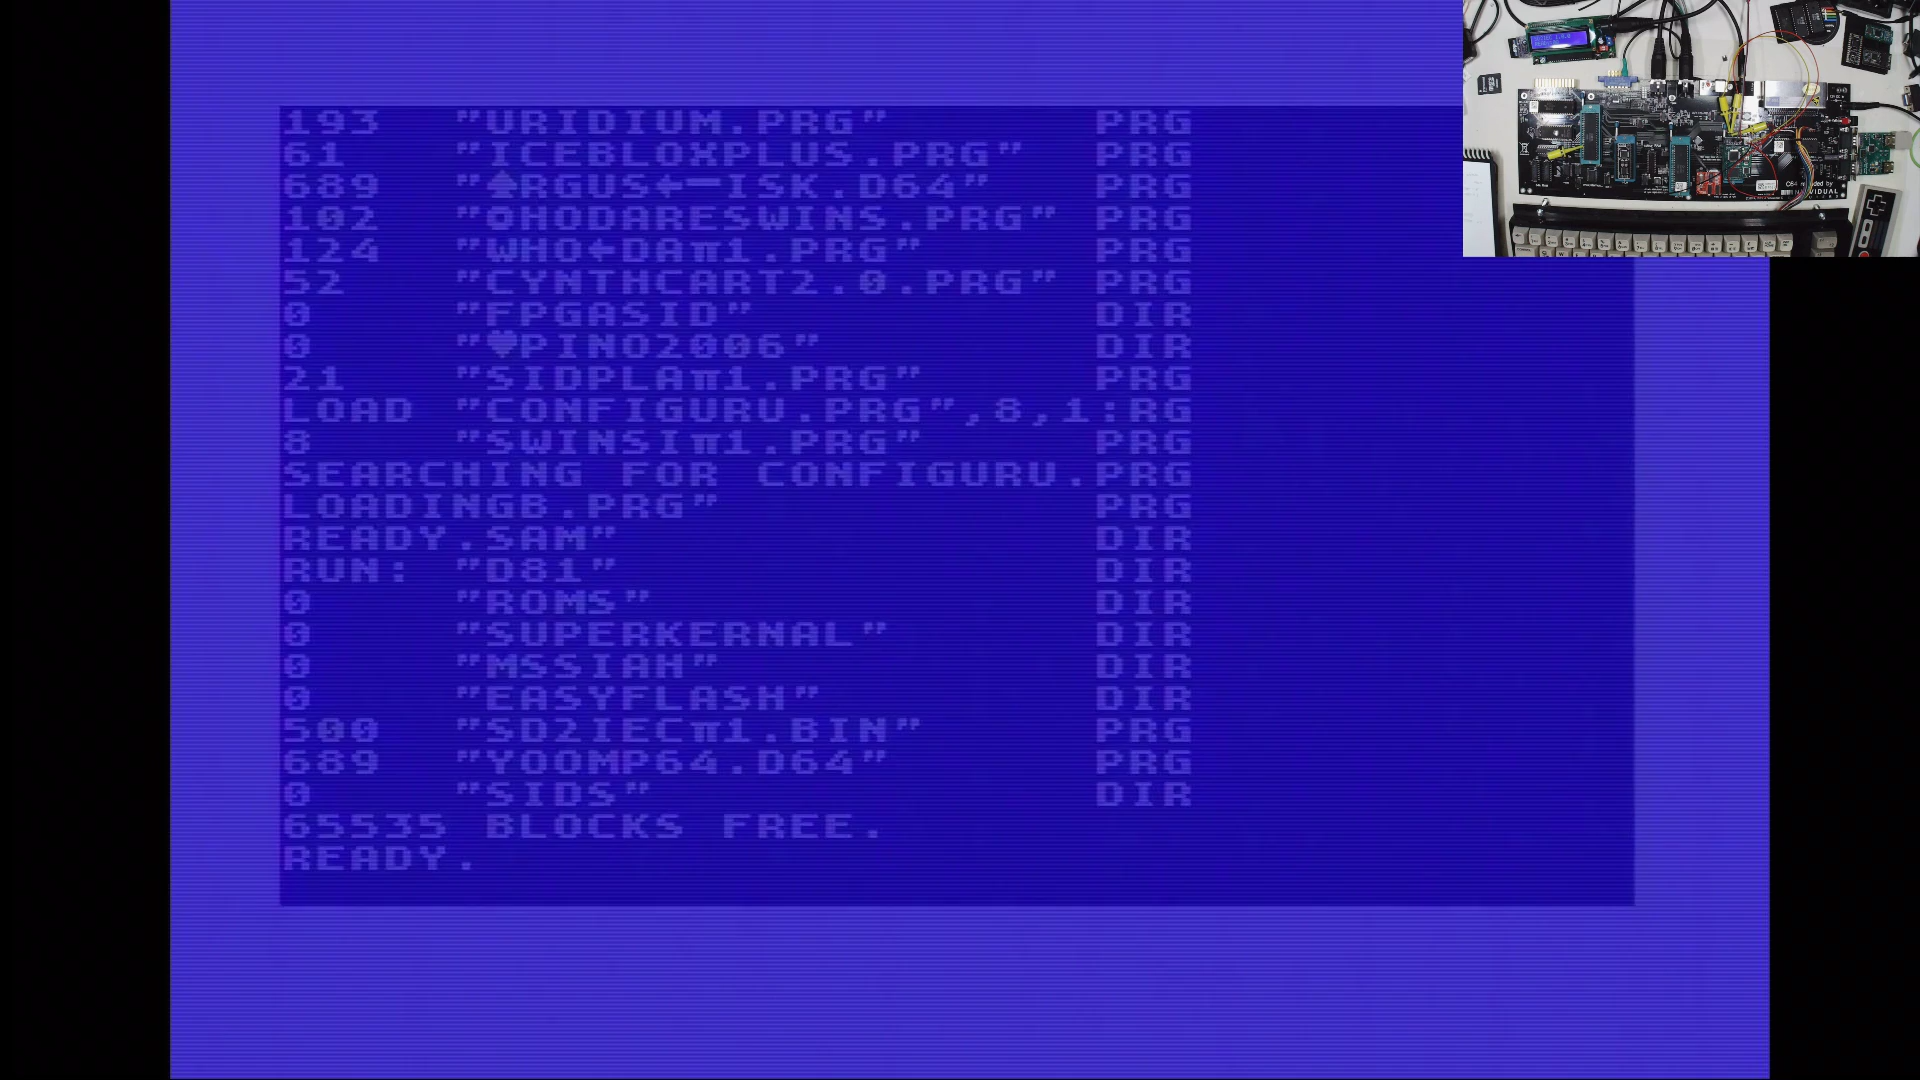 193 "URIDIUM.PRG" PRG
61 "ICEBLOXPLUS.PRG" PRG
689 "♠RGUS←─ISK.D64" PRG
102 "OHODARESWINS.PRG" PRG
124 "WHO←DAπ1.PRG" PRG
52 "CYNTHCART2.0.PRG" PRG
0 "FPGASID" DIR
0 "♥PINO2006" DIR
21 "SIDPLAπ1.PRG" PRG
LOAD "CONFIGURU.PRG",8,1:RG
8 "SWINSIπ1.PRG" PRG
SEARCHING FOR CONFIGURU.PRG
LOADINGB.PRG" PRG
READY.SAM" DIR
RUN: "D81" DIR
0 "ROMS" DIR
0 "SUPERKERNAL" DIR
0 "MSSIAH" DIR
0 "EASYFLASH" DIR
500 "SD2IECπ1.BIN" PRG
689 "YOOMP64.D64" PRG
0 "SIDS" DIR
65535 BLOCKS FREE.
READY.